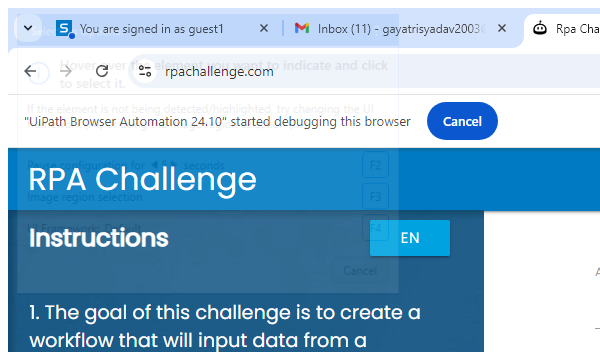 S You are signed in as guest1
Inbox (11) - gayatrisyadav2003@
Rpa Cha
Hover over the element you want to indicate and click
to select it.
rpachallenge.com
If the element is not being detected/highlighted, try changing the UI
"UiPath Browser Automation 24.10" started debugging this browser
Cancel
Pause configuration for ◀ 5 ▶ seconds
F2
RPA Challenge
Image region selection
F3
F4
Instructions
EN
Cancel
1. The goal of this challenge is to create a
workflow that will input data from a